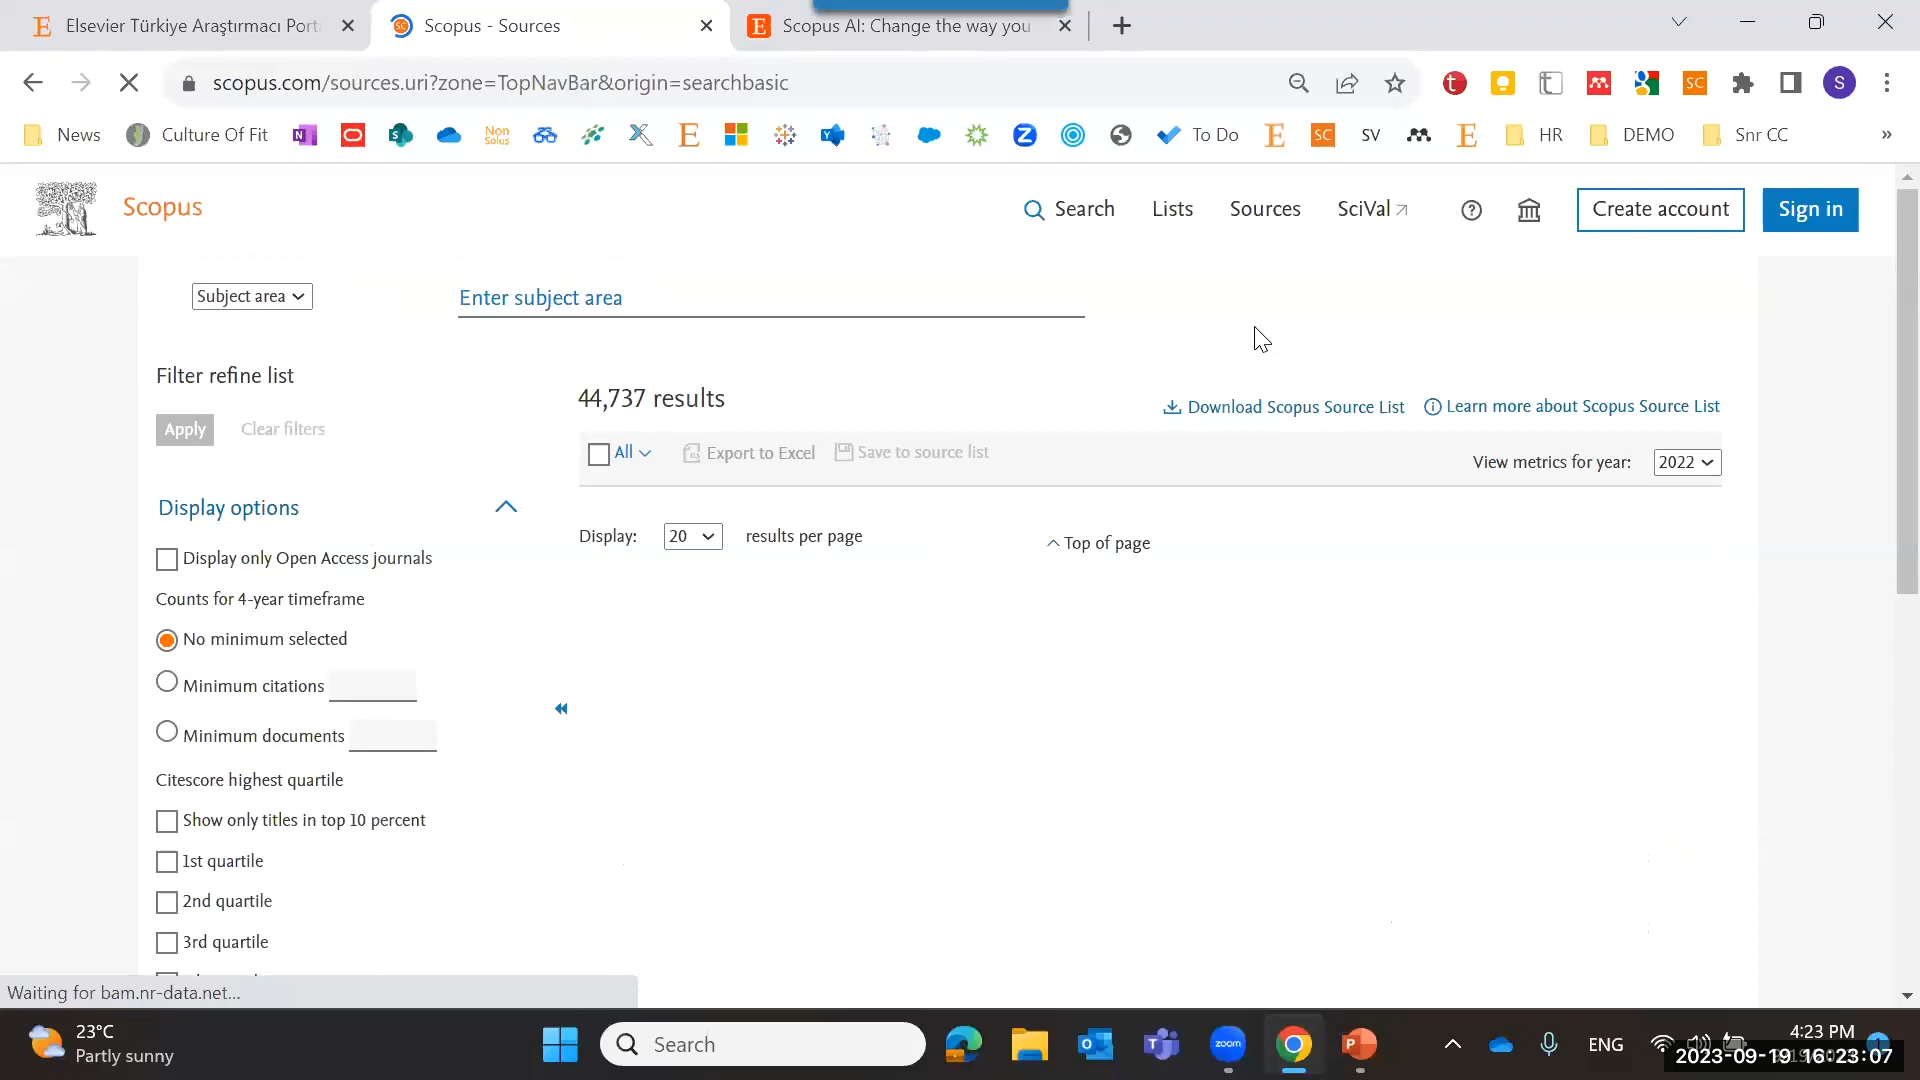 Elsevier Türkiye Araştırmacı Port
Scopus - Sources
Scopus AI: Change the way you
scopus.com/sources.uri?zone=TopNavBar&origin=searchbasic
S
News
Culture Of Fit
Non Solus
SC
SV
To Do
HR
DEMO
Snr CC
»
Scopus
Search
Lists
Sources
SciVal
Create account
Sign in
Subject area
Enter subject area
Filter refine list
Apply
Clear filters
44,737 results
Download Scopus Source List
Learn more about Scopus Source List
All
Export to Excel
Save to source list
View metrics for year:
2022
Display options
Display:
20
results per page
Top of page
Display only Open Access journals
Counts for 4-year timeframe
No minimum selected
Minimum citations
Minimum documents
Citescore highest quartile
Show only titles in top 10 percent
1st quartile
2nd quartile
3rd quartile
Waiting for bam.nr-data.net...
23°C
Partly sunny
Search
zoom
ENG
4:23 PM
2023-09-19 16:23:07